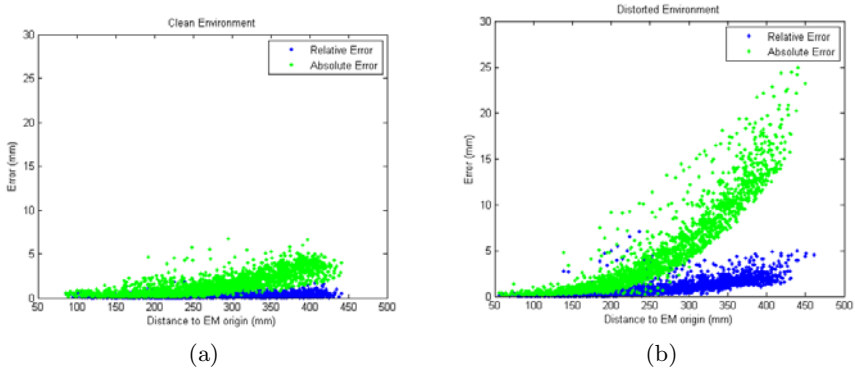 Clean Environment
30
25
20
15
10
5
0
Error (mm)
Relative Error
Absolute Error
50 100 150 200 250 300 350 400 450 500
Distance to EM origin (mm)
(a)
Distorted Environment
30
25
20
15
10
5
0
Error (mm)
Relative Error
Absolute Error
50 100 150 200 250 300 350 400 450 500
Distance to EM origin (mm)
(b)